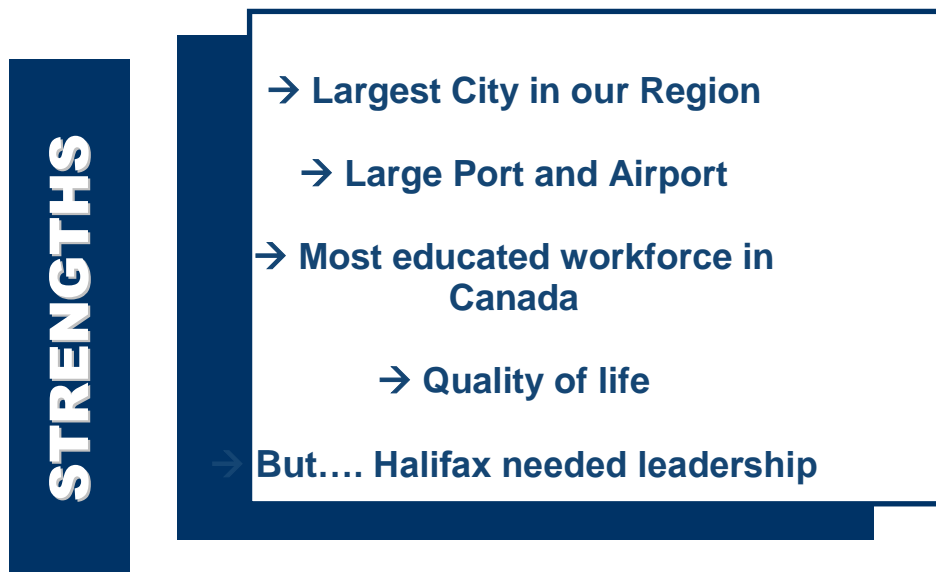 STRENGTHS
→ Largest City in our Region
→ Large Port and Airport
→ Most educated workforce in
Canada
→ Quality of life
→ But…. Halifax needed leadership